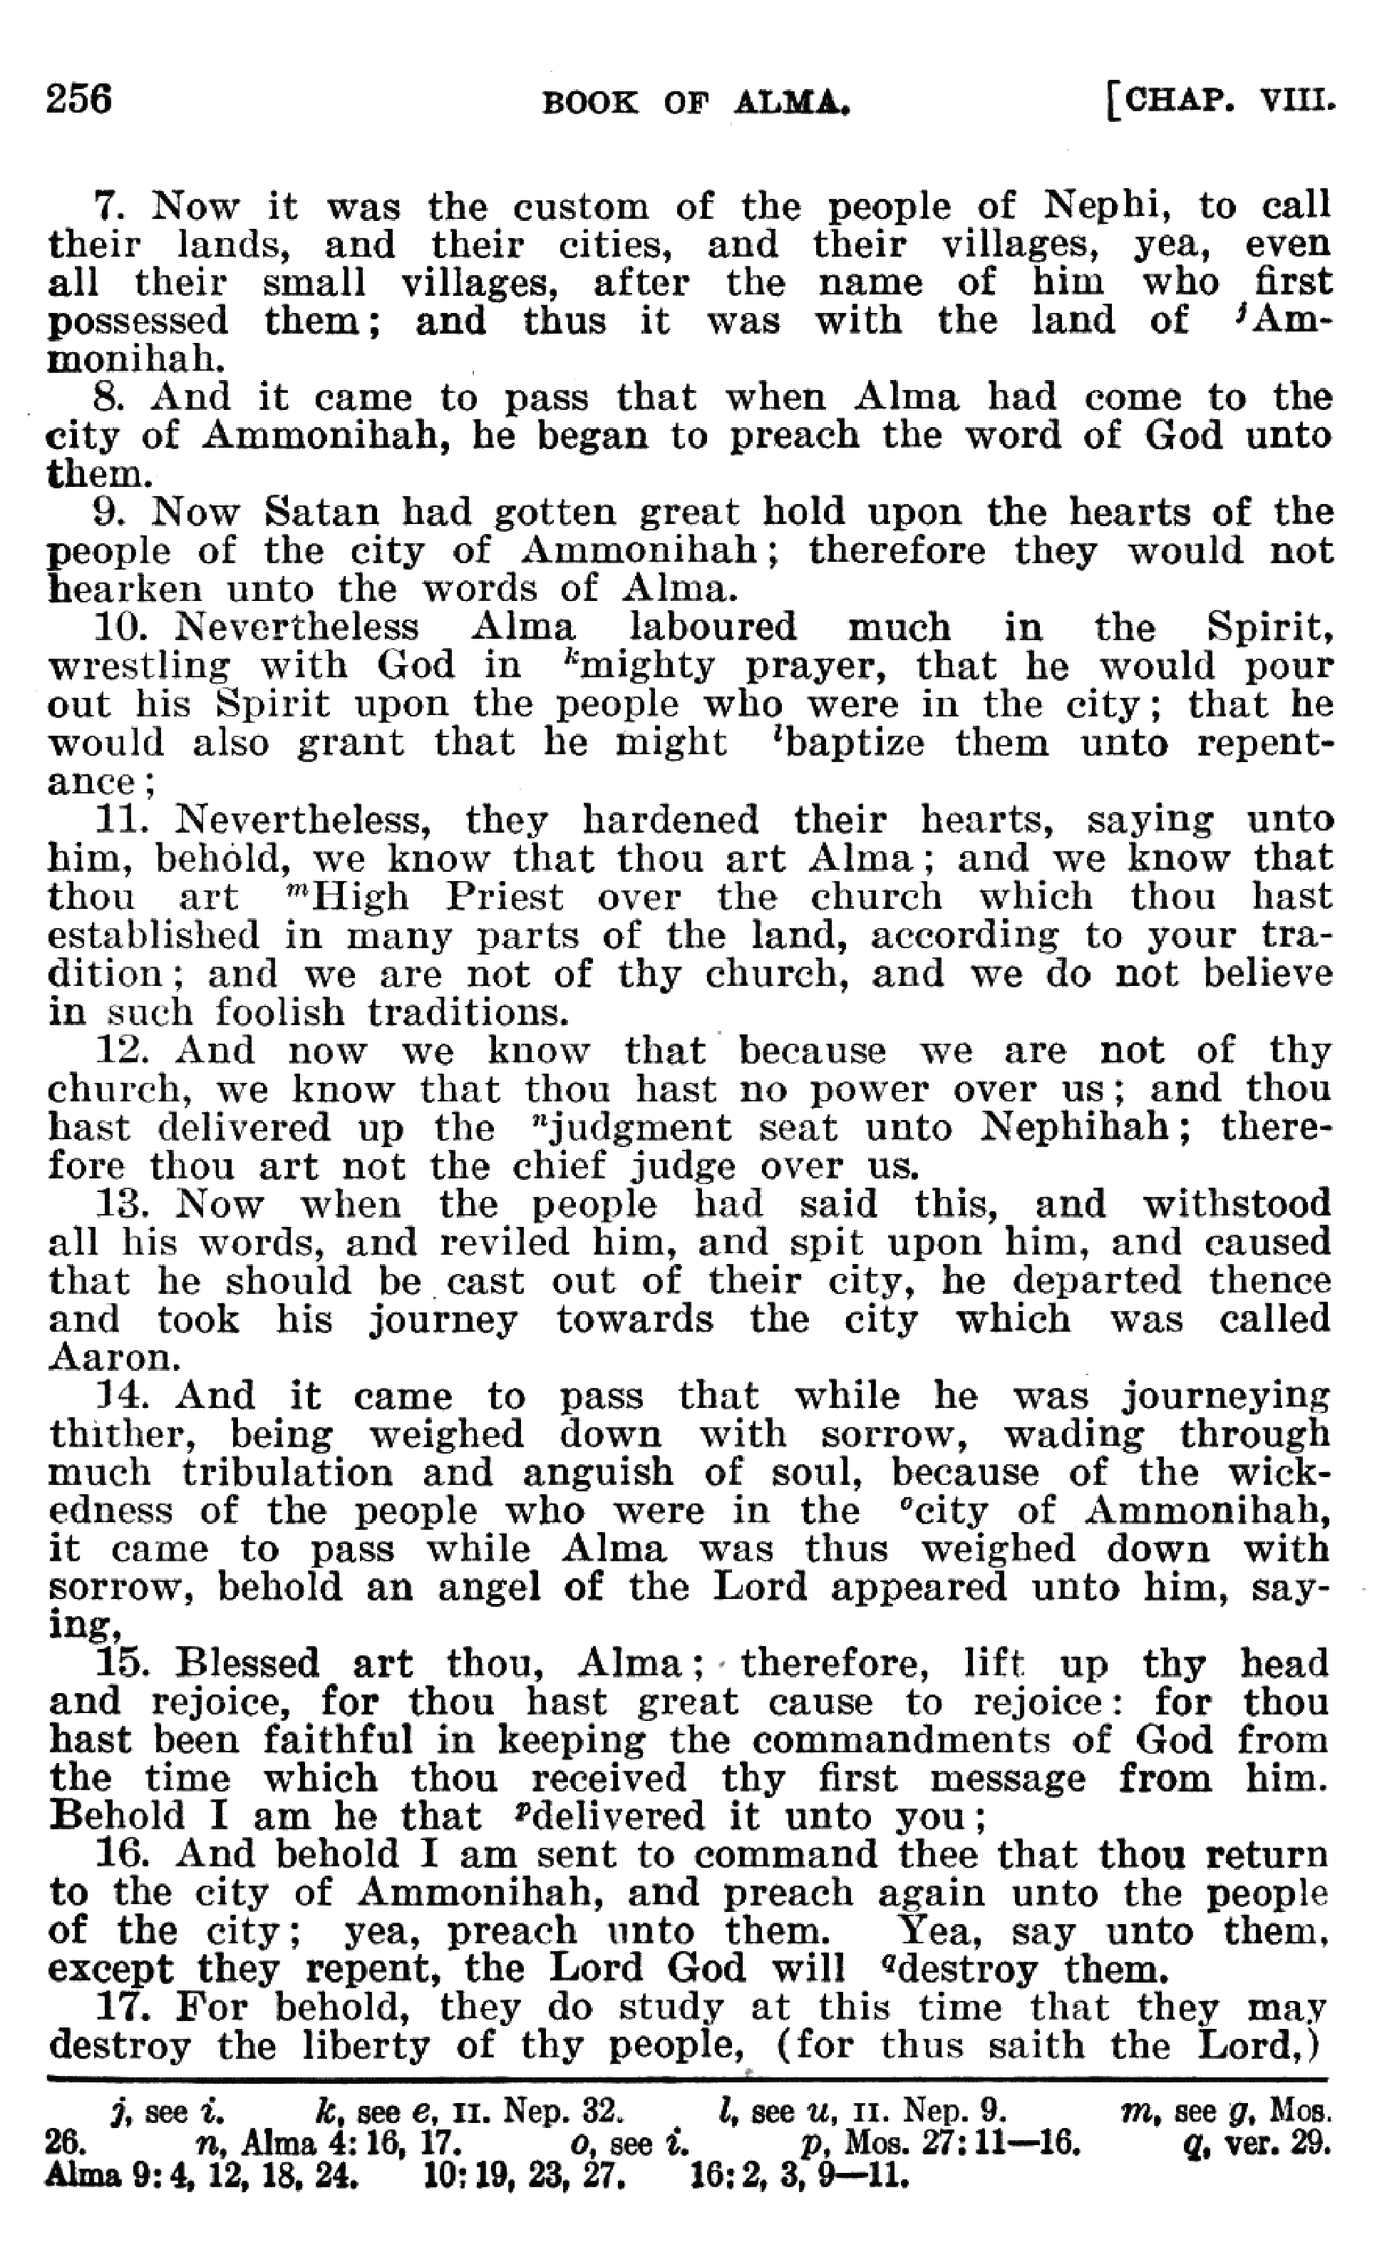 256 BOOK OF ALMA. [CHAP. VIII.
7. Now it was the custom of the people of Nephi, to call
their lands, and their cities, and their villages, yea, even
all their small villages, after the name of him who first
possessed them; and thus it was with the land of jAm-
monihah.
8. And it came to pass that when Alma had come to the
city of Ammonihah, he began to preach the word of God unto
them.
9. Now Satan had gotten great hold upon the hearts of the
people of the city of Ammonihah; therefore they would not
hearken unto the words of Alma.
10. Nevertheless Alma laboured much in the Spirit,
wrestling with God in kmighty prayer, that he would pour
out his Spirit upon the people who were in the city; that he
would also grant that he might lbaptize them unto repent-
ance;
11. Nevertheless, they hardened their hearts, saying unto
him, behold, we know that thou art Alma; and we know that
thou art mHigh Priest over the church which thou hast
established in many parts of the land, according to your tra-
dition; and we are not of thy church, and we do not believe
in such foolish traditions.
12. And now we know that because we are not of thy
church, we know that thou hast no power over us; and thou
hast delivered up the njudgment seat unto Nephihah; there-
fore thou art not the chief judge over us.
13. Now when the people had said this, and withstood
all his words, and reviled him, and spit upon him, and caused
that he should be cast out of their city, he departed thence
and took his journey towards the city which was called
Aaron.
14. And it came to pass that while he was journeying
thither, being weighed down with sorrow, wading through
much tribulation and anguish of soul, because of the wick-
edness of the people who were in the ocity of Ammonihah,
it came to pass while Alma was thus weighed down with
sorrow, behold an angel of the Lord appeared unto him, say-
ing,
15. Blessed art thou, Alma; therefore, lift up thy head
and rejoice, for thou hast great cause to rejoice: for thou
hast been faithful in keeping the commandments of God from
the time which thou received thy first message from him.
Behold I am he that pdelivered it unto you;
16. And behold I am sent to command thee that thou return
to the city of Ammonihah, and preach again unto the people
of the city; yea, preach unto them. Yea, say unto them,
except they repent, the Lord God will qdestroy them.
17. For behold, they do study at this time that they may
destroy the liberty of thy people, (for thus saith the Lord,)
j, see i. k, see e, II. Nep. 32. l, see u, II. Nep. 9. m, see g, Mos.
26. n, Alma 4: 16, 17. o, see i. p, Mos. 27: 11—16. q, ver. 29.
Alma 9: 4, 12, 18, 24. 10: 19, 23, 27. 16: 2, 3, 9—11.